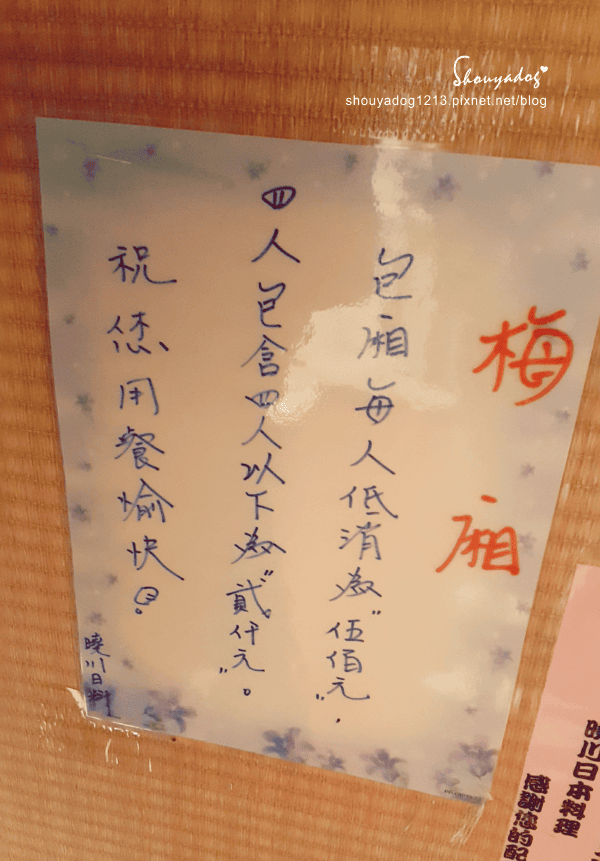 Shouyadog
shouyadog1213.pixnet.net/blog
梅廂
包廂每人低消為"伍佰元",
四人包含四人以下為"貳仟元"。
祝您用餐愉快
曉川日料
曉川日本料理
感謝您的配